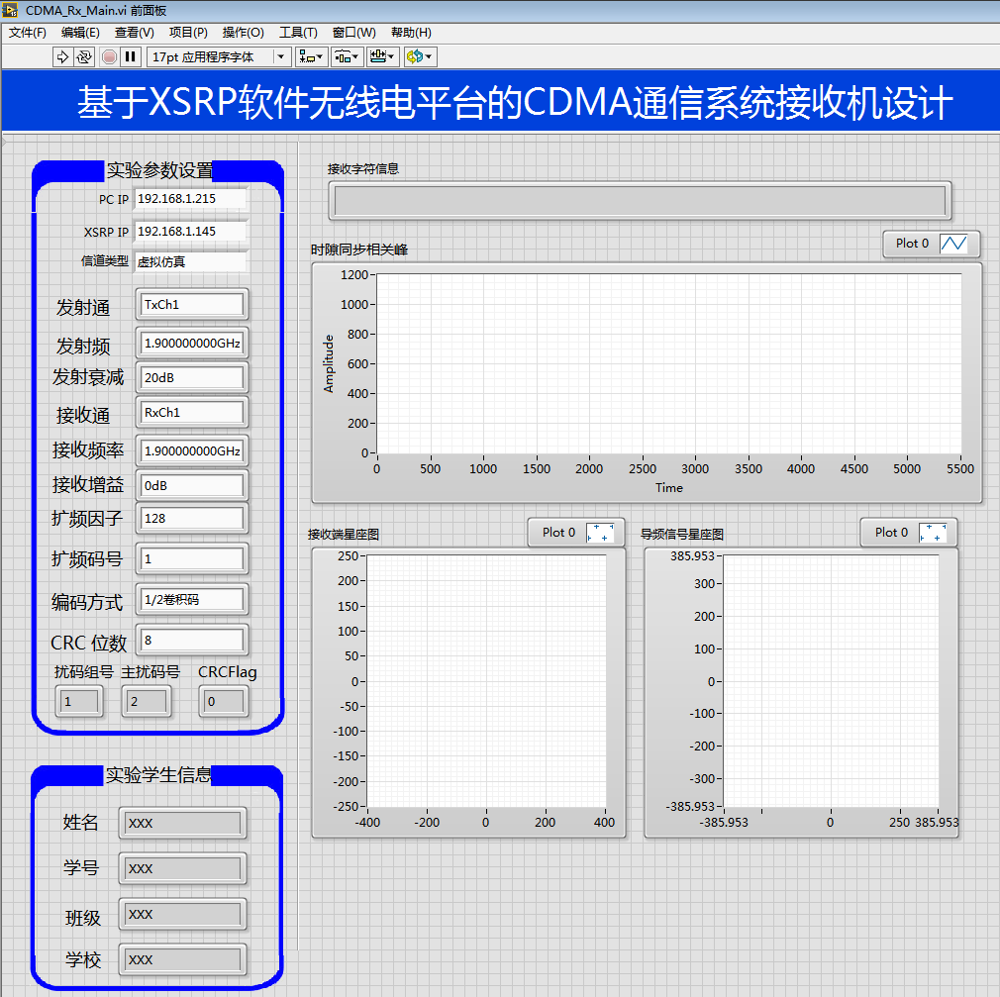 CDMA_Rx_Main.vi 前面板
文件(F) 编辑(E) 查看(V) 项目(P) 操作(O) 工具(T) 窗口(W) 帮助(H)
17pt 应用程序字体
基于XSRP软件无线电平台的CDMA通信系统接收机设计
实验参数设置
PC IP 192.168.1.215
XSRP IP 192.168.1.145
信道类型 虚拟仿真
发射通 TxCh1
发射频 1.900000000GHz
发射衰减 20dB
接收通 RxCh1
接收频率 1.900000000GHz
接收增益 0dB
扩频因子 128
扩频码号 1
编码方式 1/2卷积码
CRC 位数 8
扰码组号 主扰码号 CRCFlag
1 2 0
实验学生信息
姓名 XXX
学号 XXX
班级 XXX
学校 XXX
接收字符信息
时隙同步相关峰
Plot 0
1200
1000
800
600
400
200
0
Amplitude
0 500 1000 1500 2000 2500 3000 3500 4000 4500 5000 5400
Time
接收端星座图
Plot 0
250
200
150
100
50
0
-50
-100
-150
-200
-250
-400 -200 0 200 400
导频信号星座图
Plot 0
385.953
300
200
100
0
-100
-200
-300
-385.953
-385.953 0 250 385.953